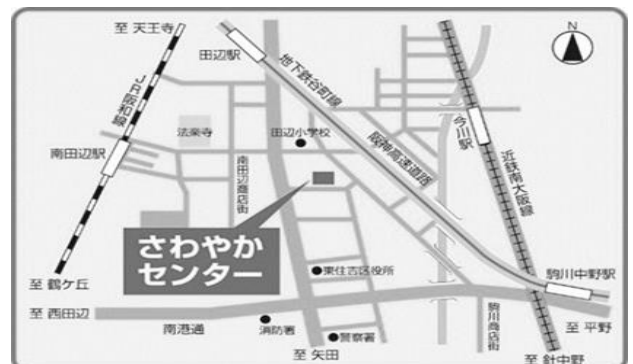 至 天王寺
田辺駅
N
地下鉄谷町線
JR阪和線
法楽寺
田辺小学校
今川駅
阪神高速道路
近鉄南大阪線
南田辺駅
南田辺商店街
さわやか
センター
至 鶴ケ丘
東住吉区役所
駒川中野駅
至 西田辺
南港通
消防署
警察署
駒川商店街
至 平野
至 矢田
至 針中野